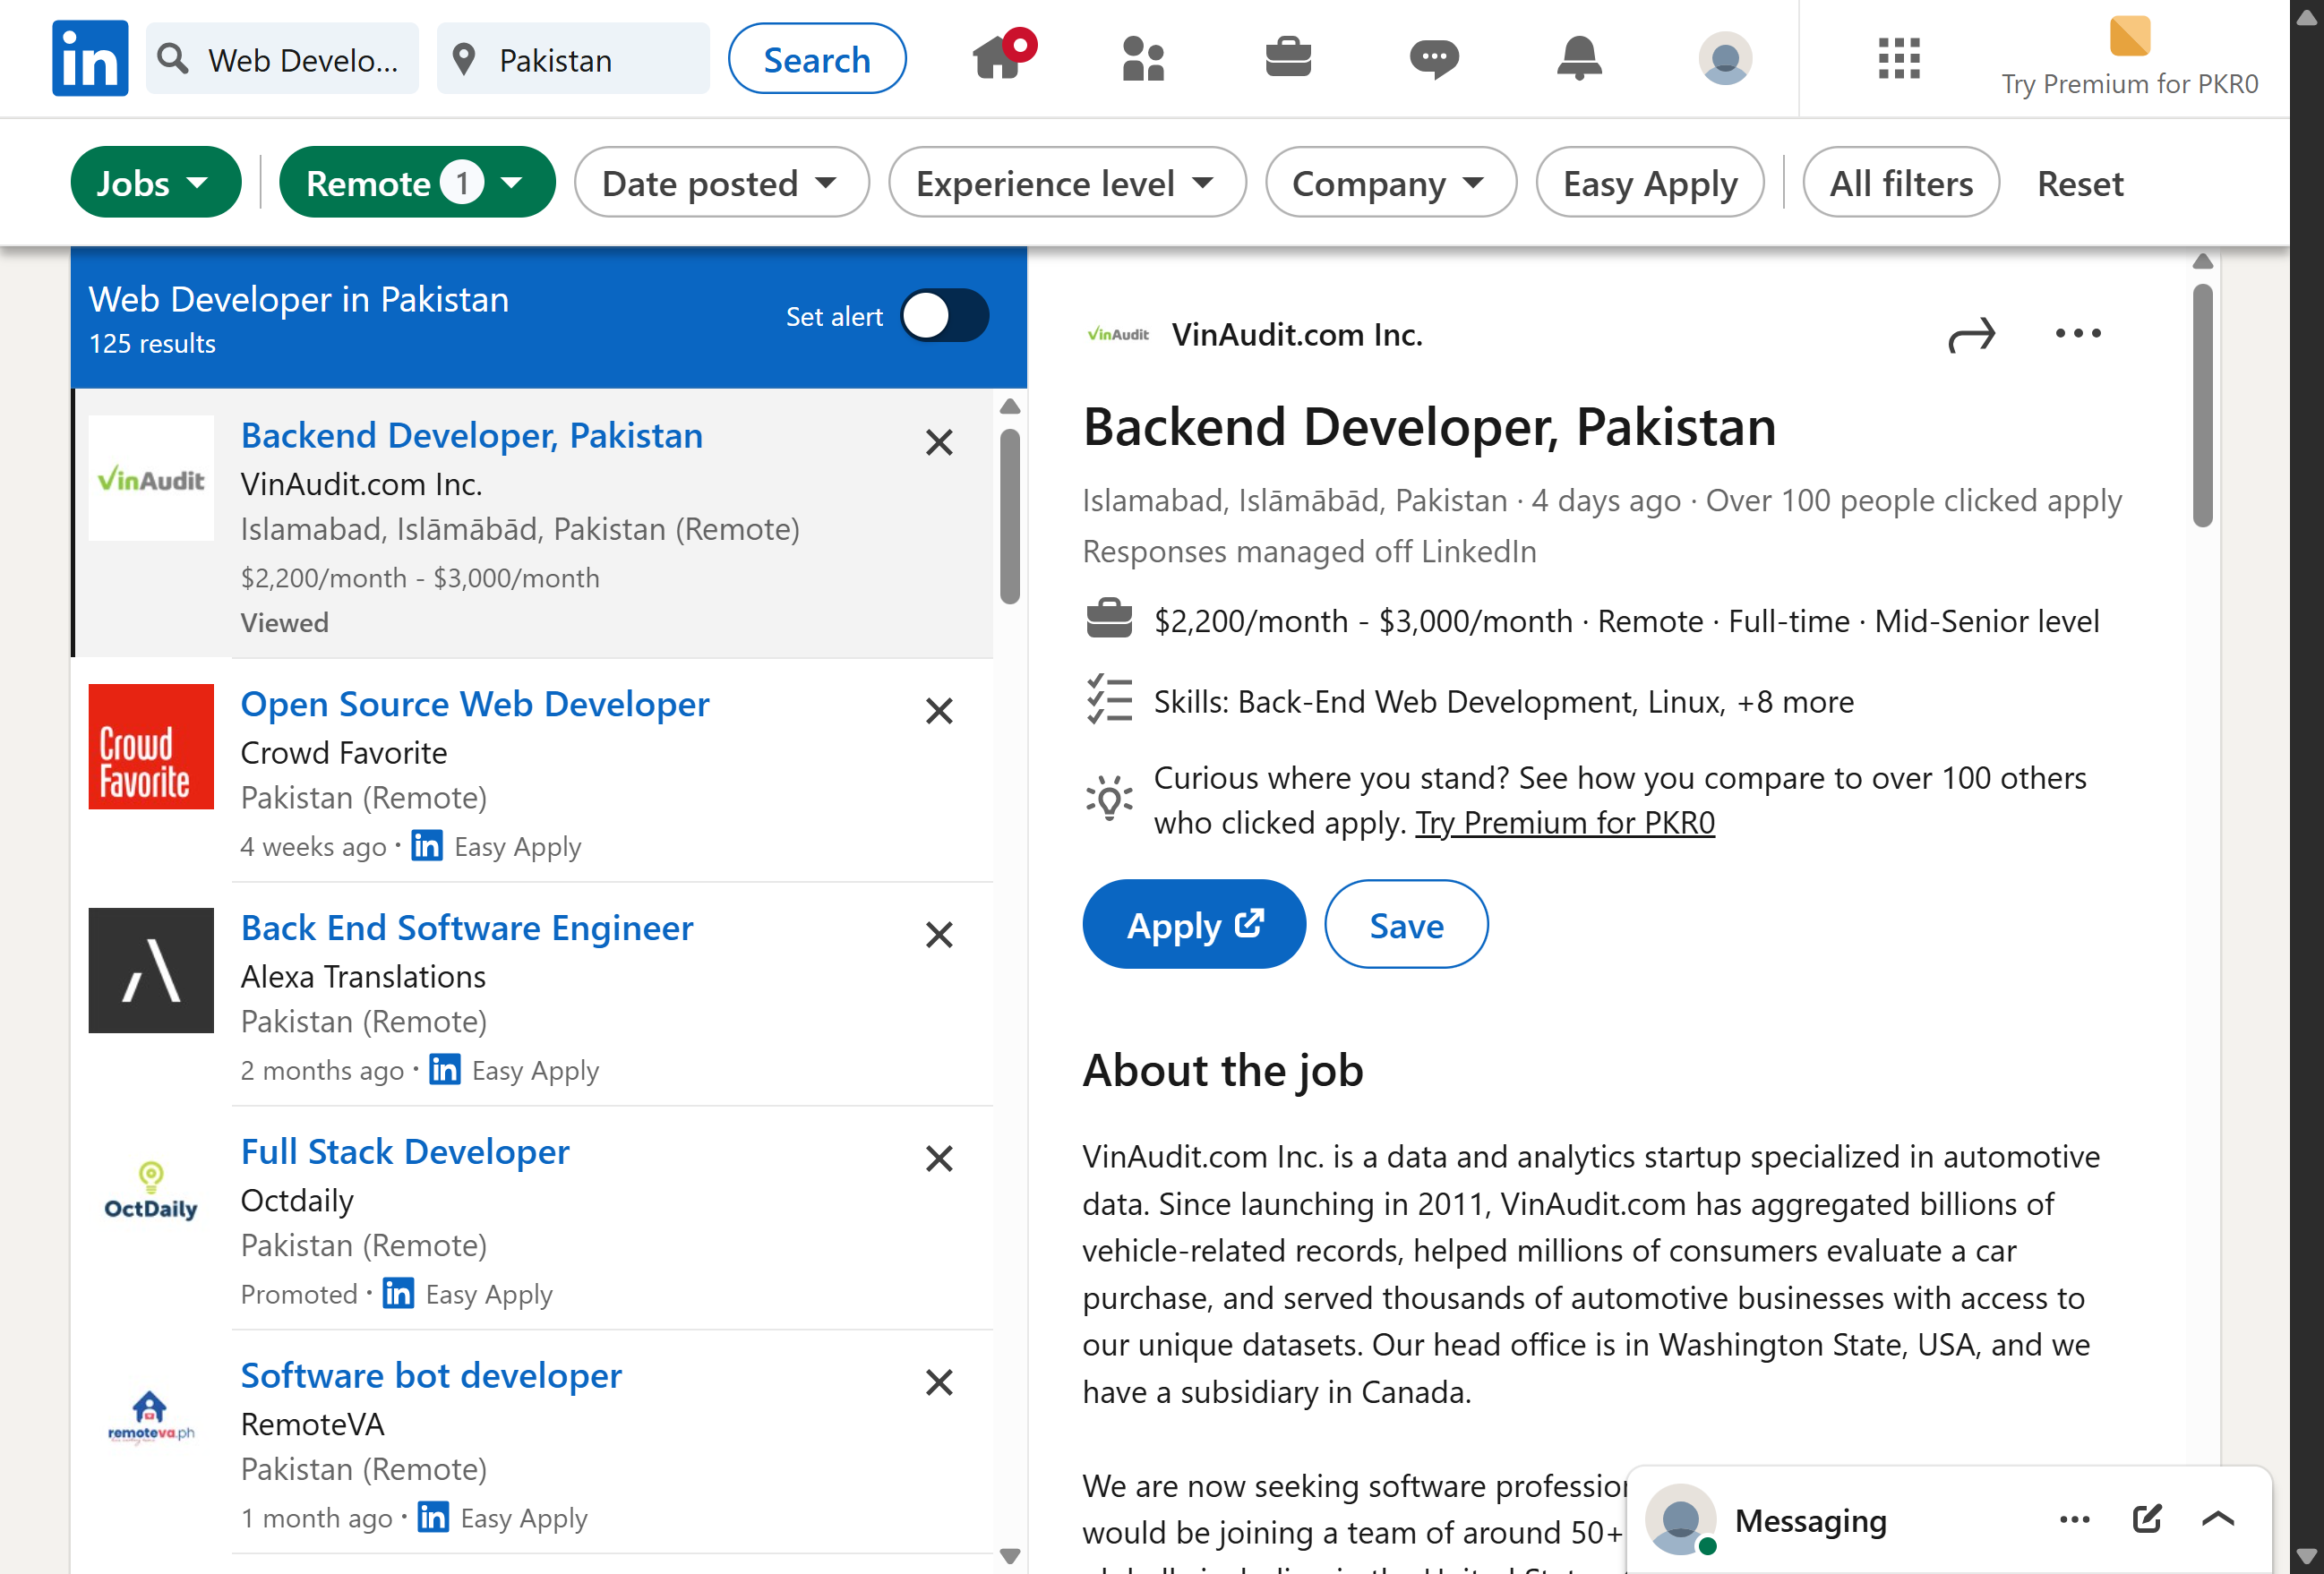 in
Web Develo...
Pakistan
Search
Try Premium for PKR0
Jobs
Remote 1
Date posted
Experience level
Company
Easy Apply
All filters
Reset
Web Developer in Pakistan
125 results
Set alert
VinAudit
Backend Developer, Pakistan
VinAudit.com Inc.
Islamabad, Islāmābād, Pakistan (Remote)
$2,200/month - $3,000/month
Viewed
Crowd
Favorite
Open Source Web Developer
Crowd Favorite
Pakistan (Remote)
4 weeks ago · in Easy Apply
Back End Software Engineer
Alexa Translations
Pakistan (Remote)
2 months ago · in Easy Apply
OctDaily
Full Stack Developer
Octdaily
Pakistan (Remote)
Promoted · in Easy Apply
remoteva.ph
Software bot developer
RemoteVA
Pakistan (Remote)
1 month ago · in Easy Apply
VinAudit
VinAudit.com Inc.
Backend Developer, Pakistan
Islamabad, Islāmābād, Pakistan · 4 days ago · Over 100 people clicked apply
Responses managed off LinkedIn
$2,200/month - $3,000/month · Remote · Full-time · Mid-Senior level
Skills: Back-End Web Development, Linux, +8 more
Curious where you stand? See how you compare to over 100 others
who clicked apply. Try Premium for PKR0
Apply
Save
About the job
VinAudit.com Inc. is a data and analytics startup specialized in automotive
data. Since launching in 2011, VinAudit.com has aggregated billions of
vehicle-related records, helped millions of consumers evaluate a car
purchase, and served thousands of automotive businesses with access to
our unique datasets. Our head office is in Washington State, USA, and we
have a subsidiary in Canada.
We are now seeking software
would be joining a team of around 50+
Messaging